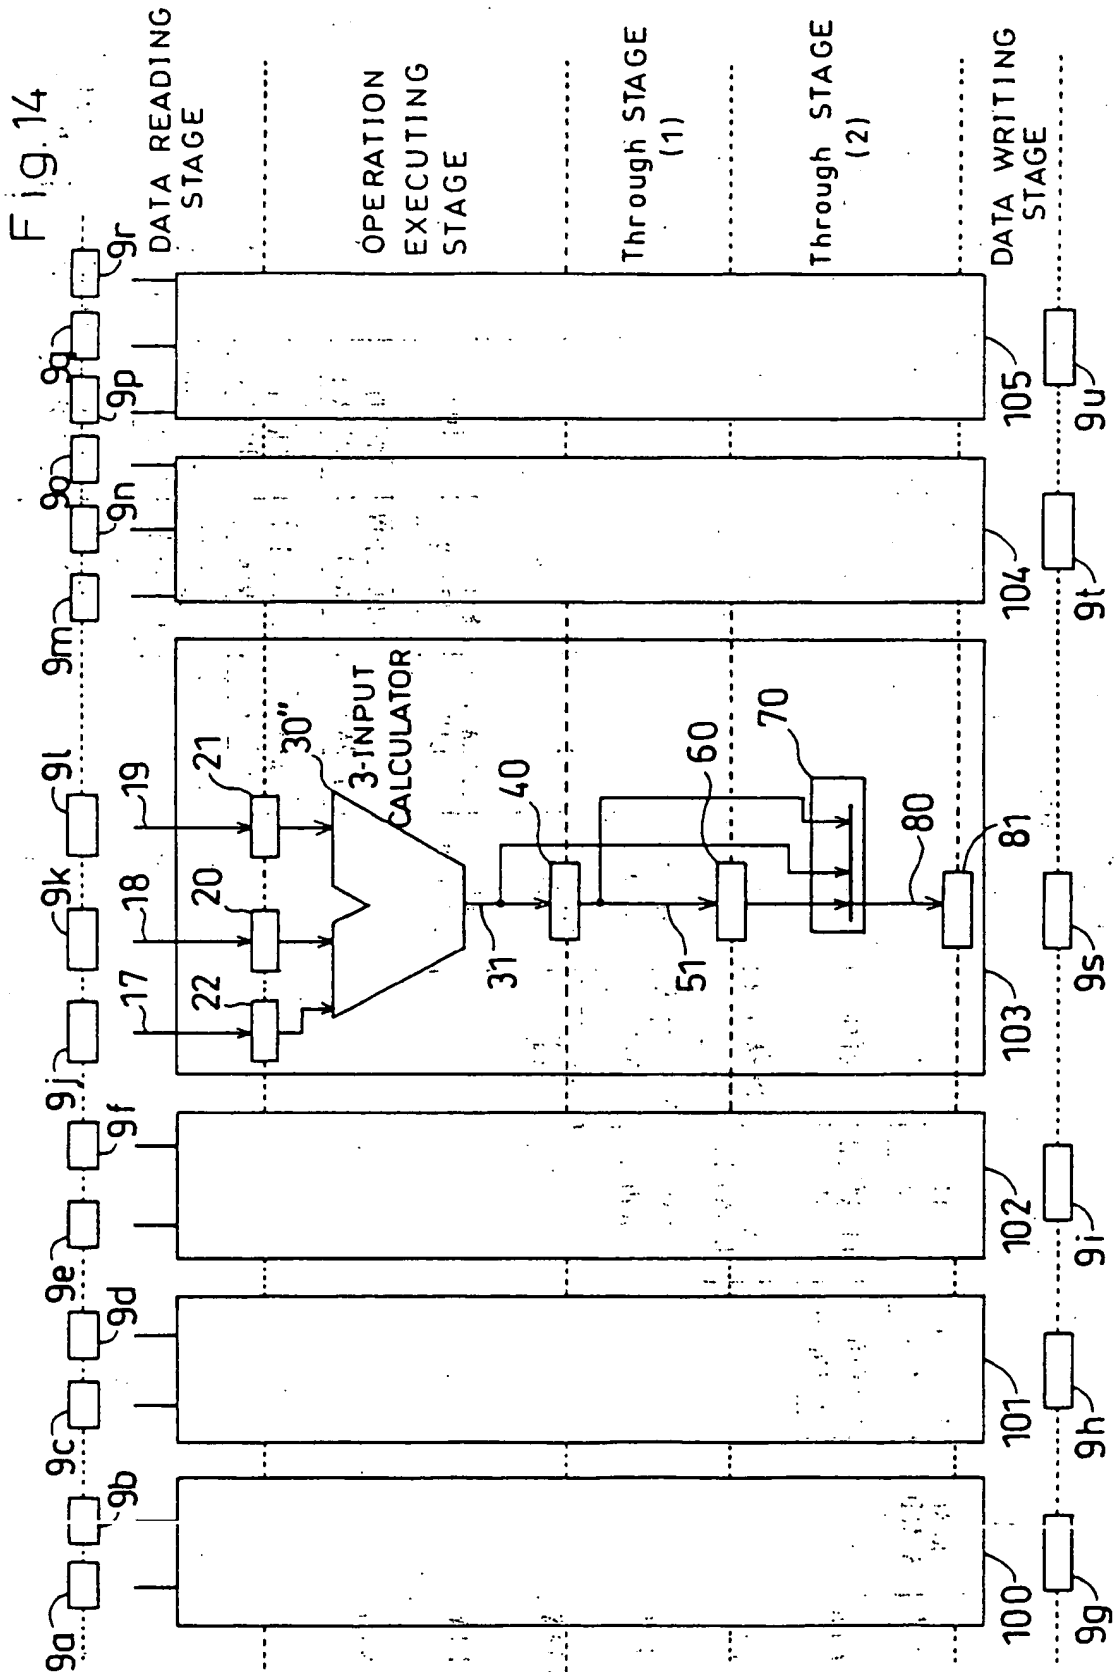 Fig.14
9a
9b
9c
9d
9e
9f
9j
9k
9l
9m
9n
9o
9p
9q
9r
DATA READING
STAGE
17
18
19
22
20
21
30"
3-INPUT
CALCULATOR
OPERATION
EXECUTING
STAGE
31
40
Through STAGE
(1)
51
60
70
Through STAGE
(2)
80
81
DATA WRITING
STAGE
100
101
102
103
104
105
9g
9h
9i
9s
9t
9u